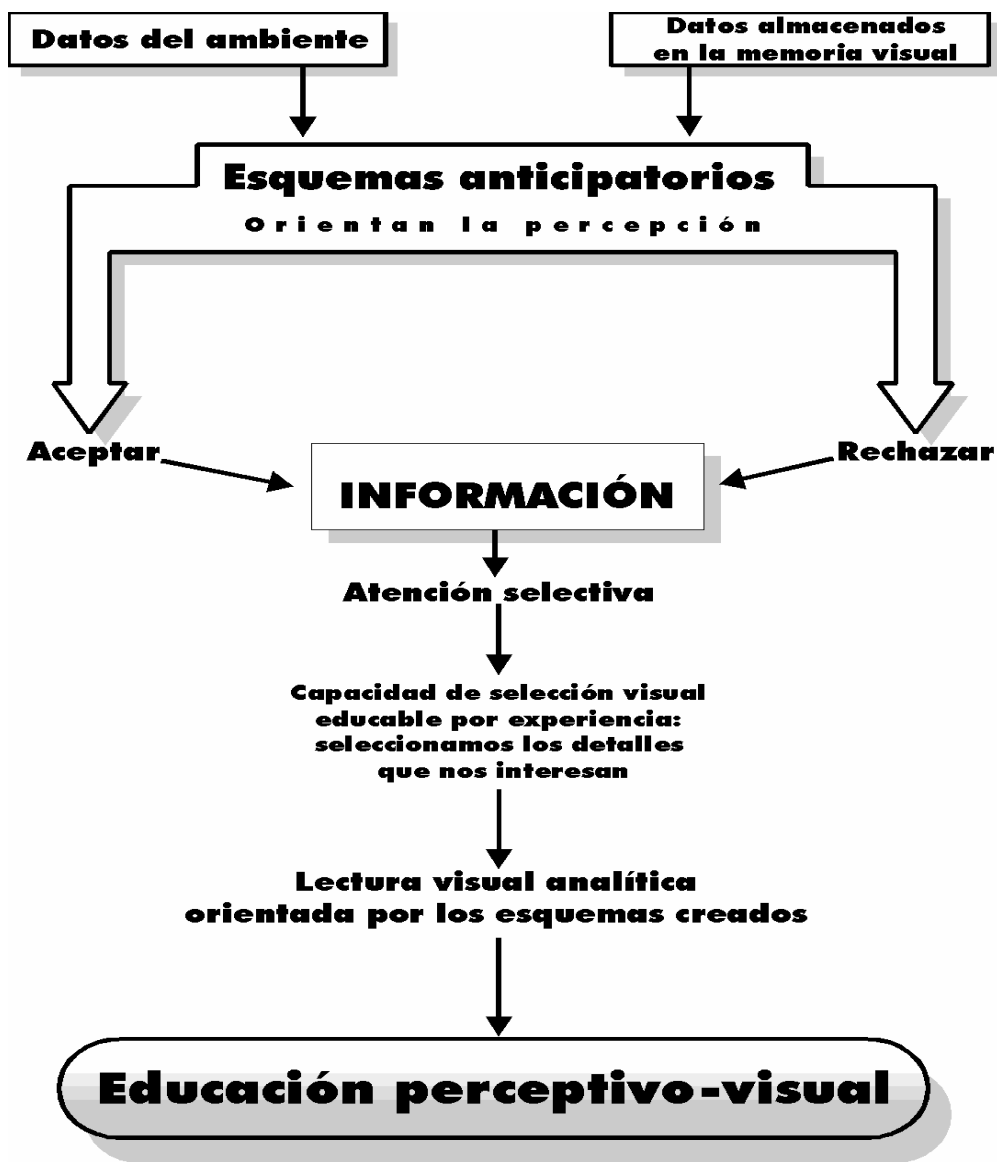 Datos del ambiente
Datos almacenados
en la memoria visual
Esquemas anticipatorios
Orientan la percepción
Aceptar
Rechazar
INFORMACIÓN
Atención selectiva
Capacidad de selección visual
educable por experiencia:
seleccionamos los detalles
que nos interesan
Lectura visual analítica
orientada por los esquemas creados
Educación perceptivo-visual